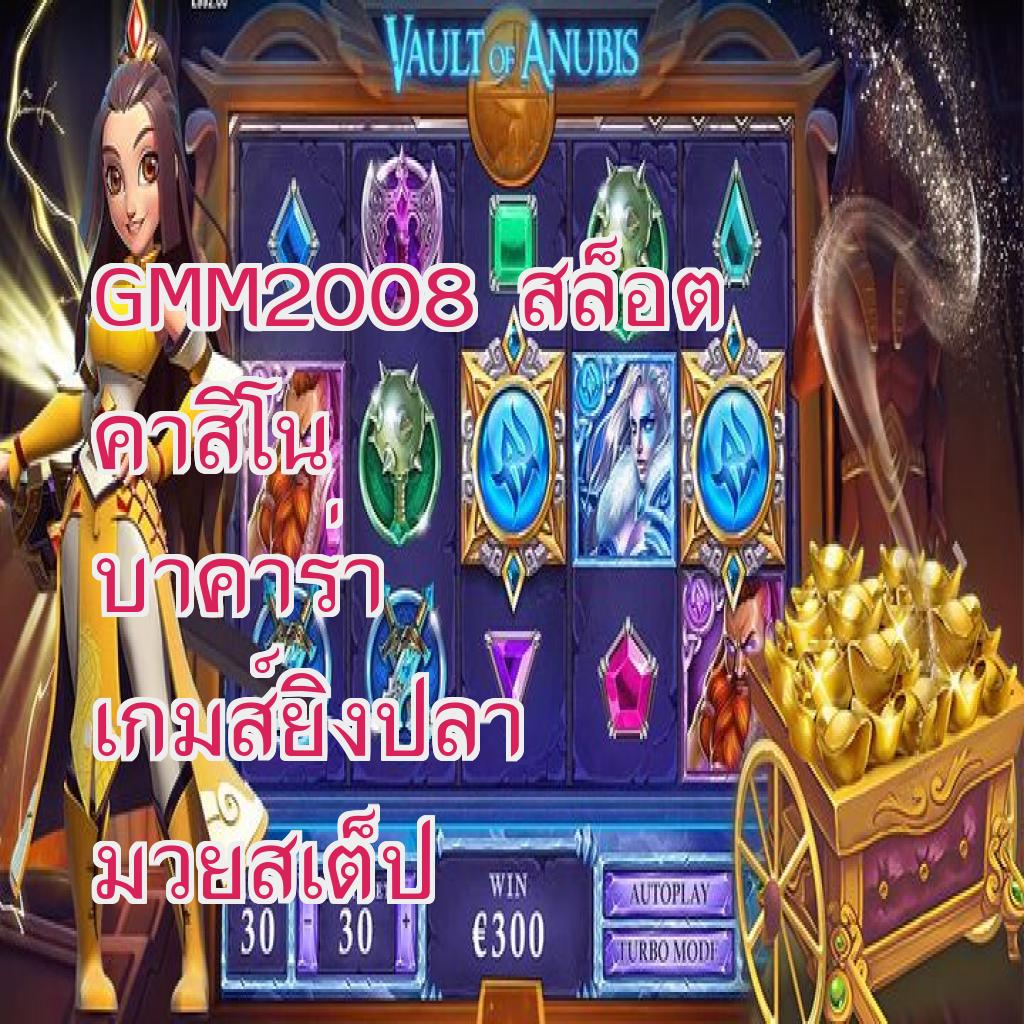 VAULT OF ANUBIS
GMM2008 สล็อต
คาสิโน
บาคาร่า
เกมส์ยิงปลา
มวยสเต็ป
30
-
30
+
WIN
€300
AUTOPLAY
TURBO MODE